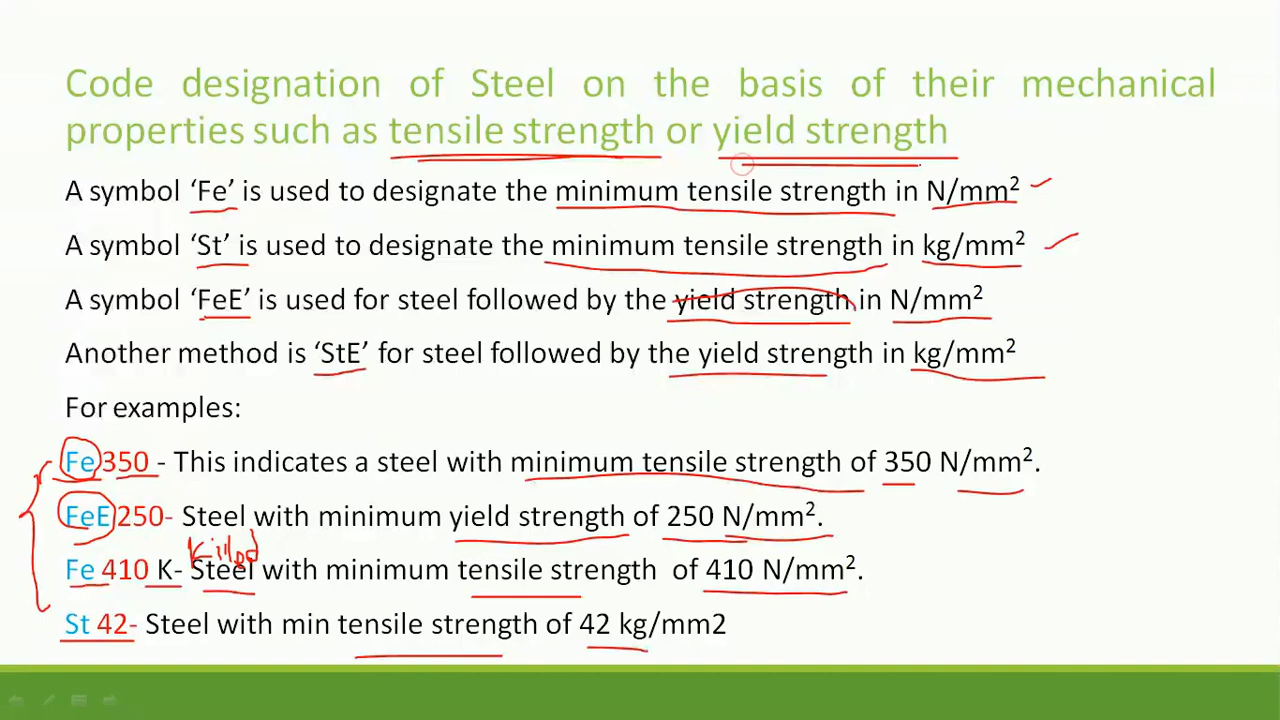 Code designation of Steel on the basis of their mechanical
properties such as tensile strength or yield strength
A symbol ‘Fe’ is used to designate the minimum tensile strength in N/mm²
A symbol ‘St’ is used to designate the minimum tensile strength in kg/mm²
A symbol ‘FeE’ is used for steel followed by the yield strength in N/mm²
Another method is ‘StE’ for steel followed by the yield strength in kg/mm²
For examples:
Fe 350 - This indicates a steel with minimum tensile strength of 350 N/mm².
FeE 250- Steel with minimum yield strength of 250 N/mm².
Killed
Fe 410 K- Steel with minimum tensile strength of 410 N/mm².
St 42- Steel with min tensile strength of 42 kg/mm2